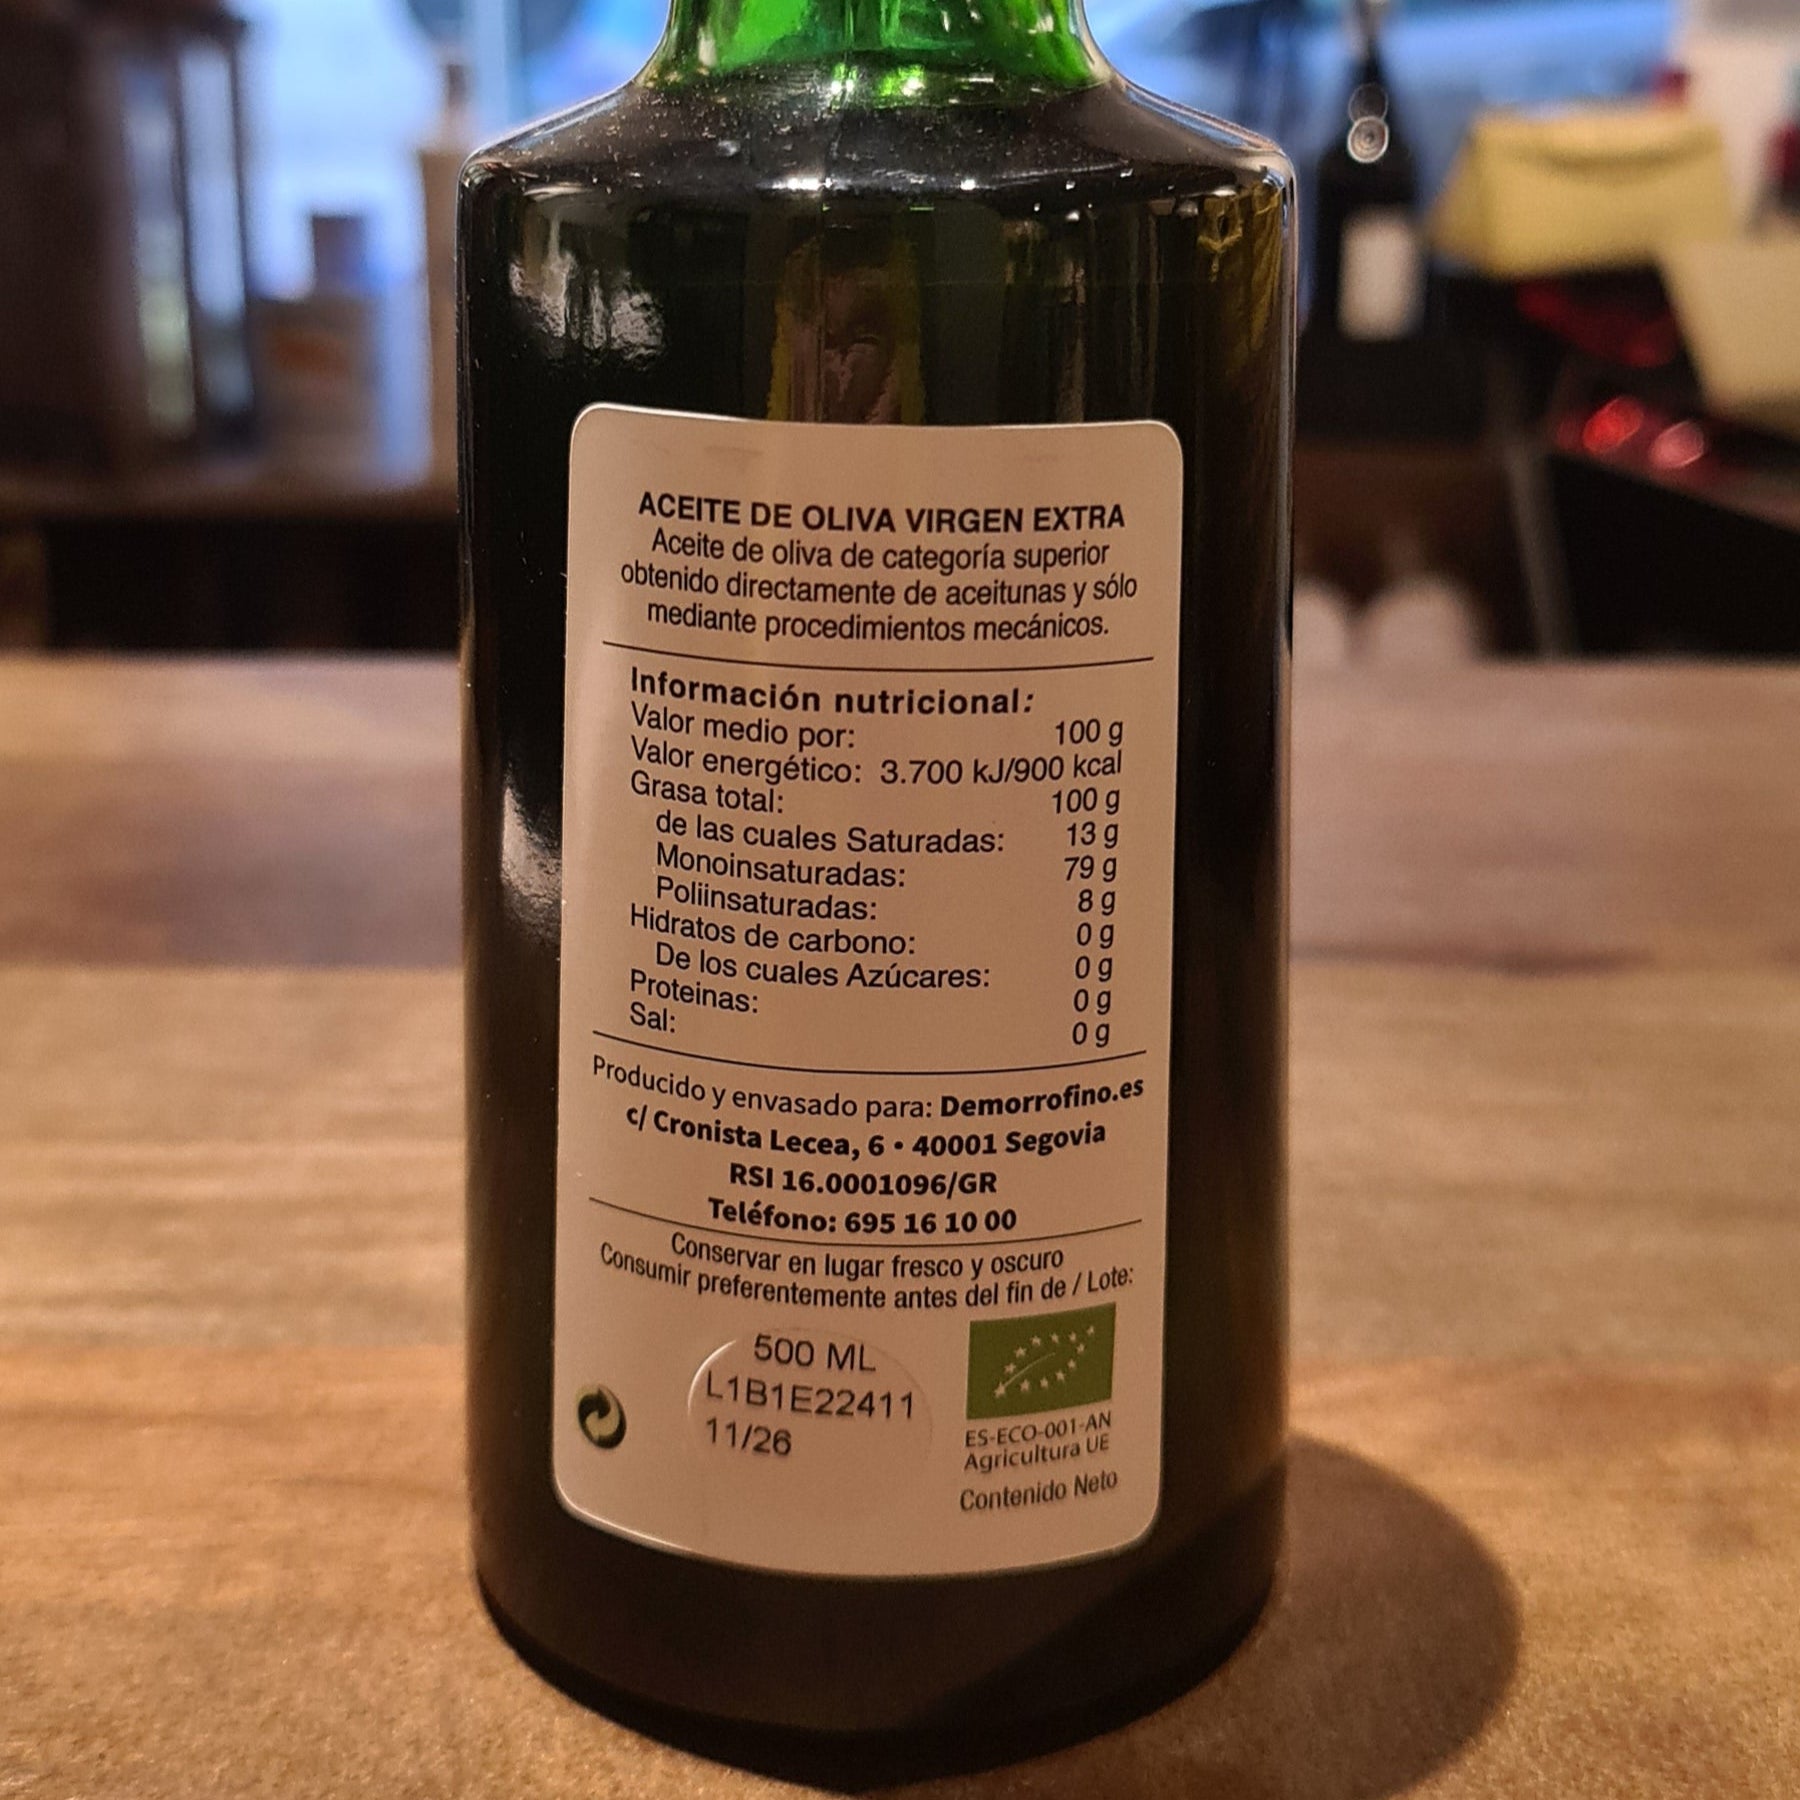 ACEITE DE OLIVA VIRGEN EXTRA
Aceite de oliva de categoría superior
obtenido directamente de aceitunas y sólo
mediante procedimientos mecánicos.
Información nutricional:
Valor medio por: 100 g
Valor energético: 3.700 kJ/900 kcal
Grasa total: 100 g
de las cuales Saturadas: 13 g
Monoinsaturadas: 79 g
Poliinsaturadas: 8 g
Hidratos de carbono: 0 g
De los cuales Azúcares: 0 g
Proteinas: 0 g
Sal: 0 g
Producido y envasado para: Demorrofino.es
c/ Cronista Lecea, 6 • 40001 Segovia
RSI 16.0001096/GR
Teléfono: 695 16 10 00
Conservar en lugar fresco y oscuro
Consumir preferentemente antes del fin de / Lote:
500 ML
L1B1E22411
11/26
ES-ECO-001-AN
Agricultura UE
Contenido Neto